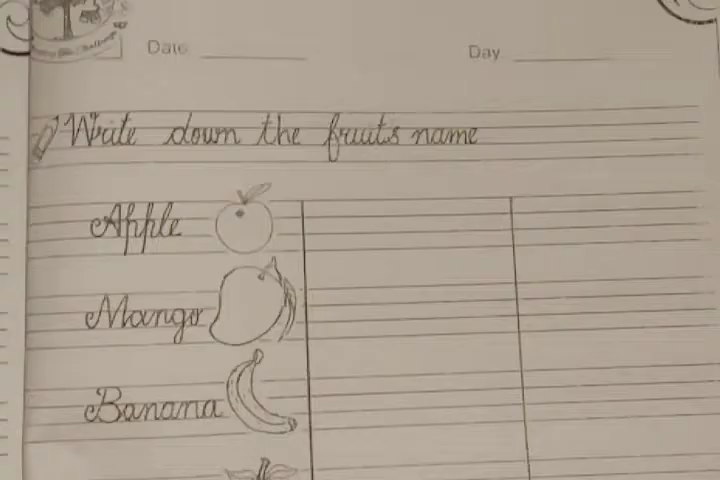 Date
Day
Write down the fruits name
Apple
Mango
Banana